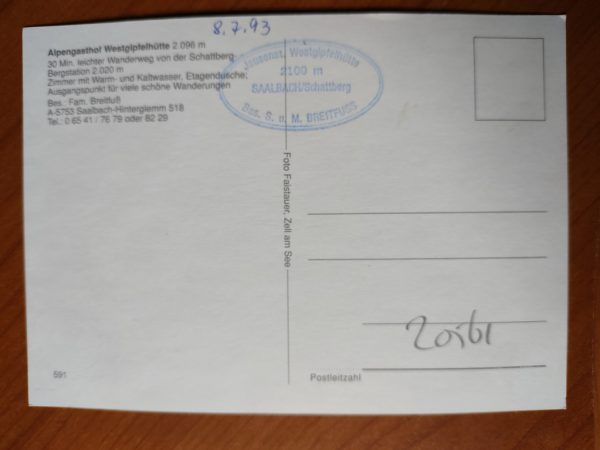 8.7.93
Alpengasthof Westgipfelhütte 2.096 m
30 Min. leichter Wanderweg von der Schattberg-
Bergstation 2.020 m
Zimmer mit Warm- und Kaltwasser, Etagendusche;
Ausgangspunkt für viele schöne Wanderungen
Bes. Fam. Breitfuß
A-5753 Saalbach-Hinterglemm 518
Tel.: 0 65 41 / 76 79 oder 82 29
Jausenst. Westgipfelhütte
2100 m
SAALBACH/Schattberg
Bes. S. u. M. BREITFUSS
Foto Faistauer, Zell am See
591
Postleitzahl